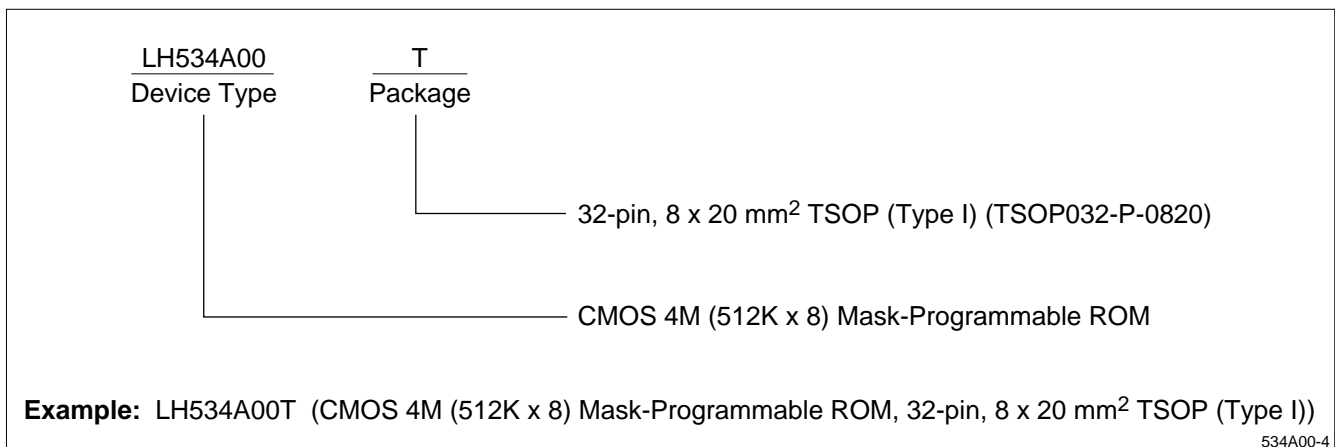 LH534A00 T
Device Type Package
32-pin, 8 x 20 mm² TSOP (Type I) (TSOP032-P-0820)
CMOS 4M (512K x 8) Mask-Programmable ROM
Example: LH534A00T (CMOS 4M (512K x 8) Mask-Programmable ROM, 32-pin, 8 x 20 mm² TSOP (Type I))
534A00-4